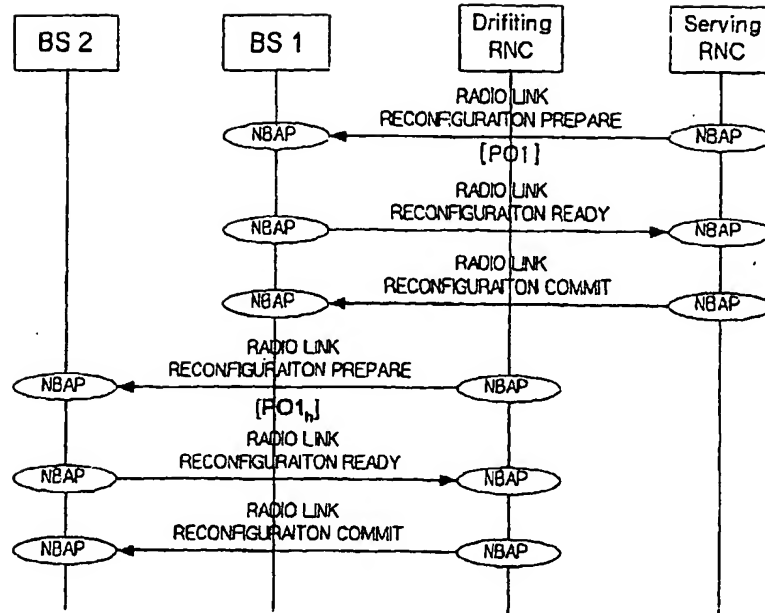 BS 2
BS 1
Drifiting
RNC
Serving
RNC
RADIO LINK
RECONFIGURAITON PREPARE
NBAP
NBAP
[PO1]
RADIO LINK
RECONFIGURAITON READY
NBAP
NBAP
RADIO LINK
RECONFIGURAITON COMMIT
NBAP
NBAP
RADIO LINK
RECONFIGURAITON PREPARE
NBAP
NBAP
[PO1h]
RADIO LINK
RECONFIGURAITON READY
NBAP
NBAP
RADIO LINK
RECONFIGURAITON COMMIT
NBAP
NBAP